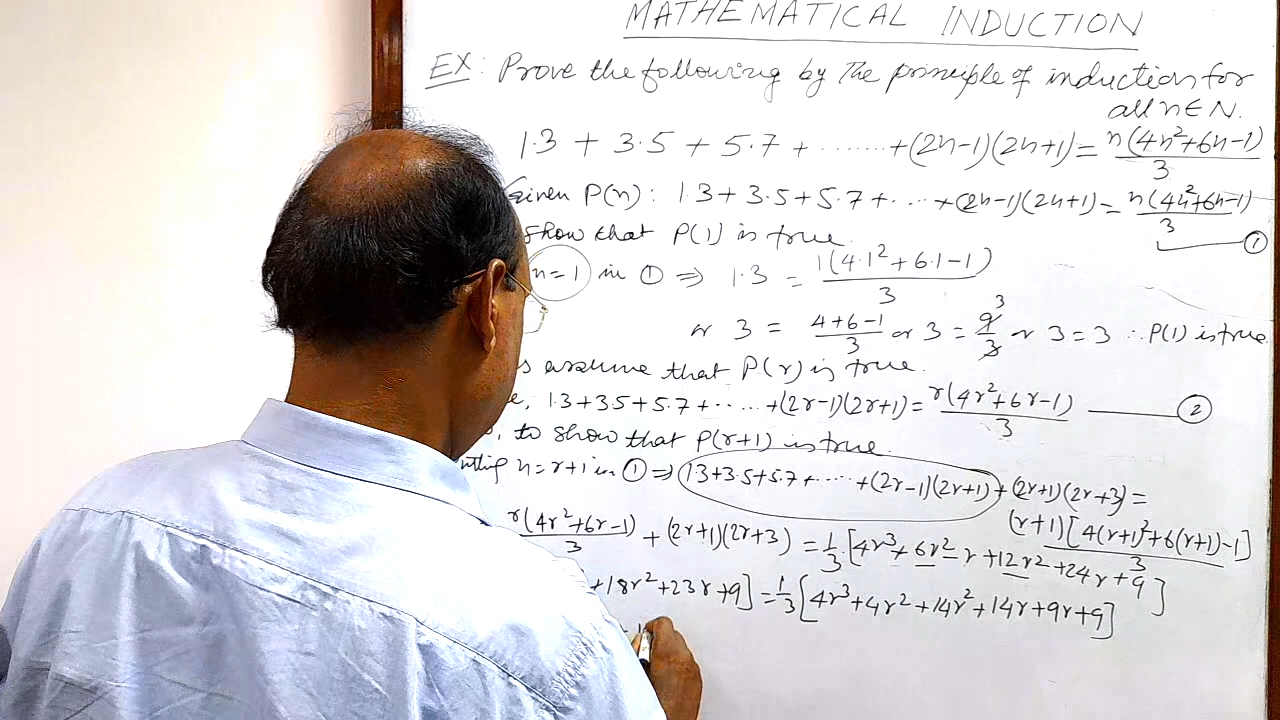 MATHEMATICAL INDUCTION
EX: Prove the following by the principle of induction for
all n∈N.
1.3 + 3.5 + 5.7 + ....... + (2n-1)(2n+1) = n(4n²+6n-1)/3
Given P(n): 1.3 + 3.5 + 5.7 + ..... + (2n-1)(2n+1) = n(4n²+6n-1)/3 —— ①
show that P(1) is true.
n=1 in ① ⇒ 1.3 = 1(4.1²+6.1-1)/3
or 3 = 4+6-1/3 or 3 = 9/3 3 or 3 = 3 ∴ P(1) is true.
assume that P(r) is true.
1.3+3.5+5.7+.....+(2r-1)(2r+1) = r(4r²+6r-1)/3 —— ②
to show that P(r+1) is true.
n=r+1 in ① ⇒ 1.3+3.5+5.7+.....+(2r-1)(2r+1)+(2r+1)(2r+3) =
(r+1)[4(r+1)²+6(r+1)-1]/3
r(4r²+6r-1)/3 + (2r+1)(2r+3) = 1/3[4r³+6r²-r+12r²+24r+9]
+18r²+23r+9] = 1/3[4r³+4r²+14r²+14r+9r+9]